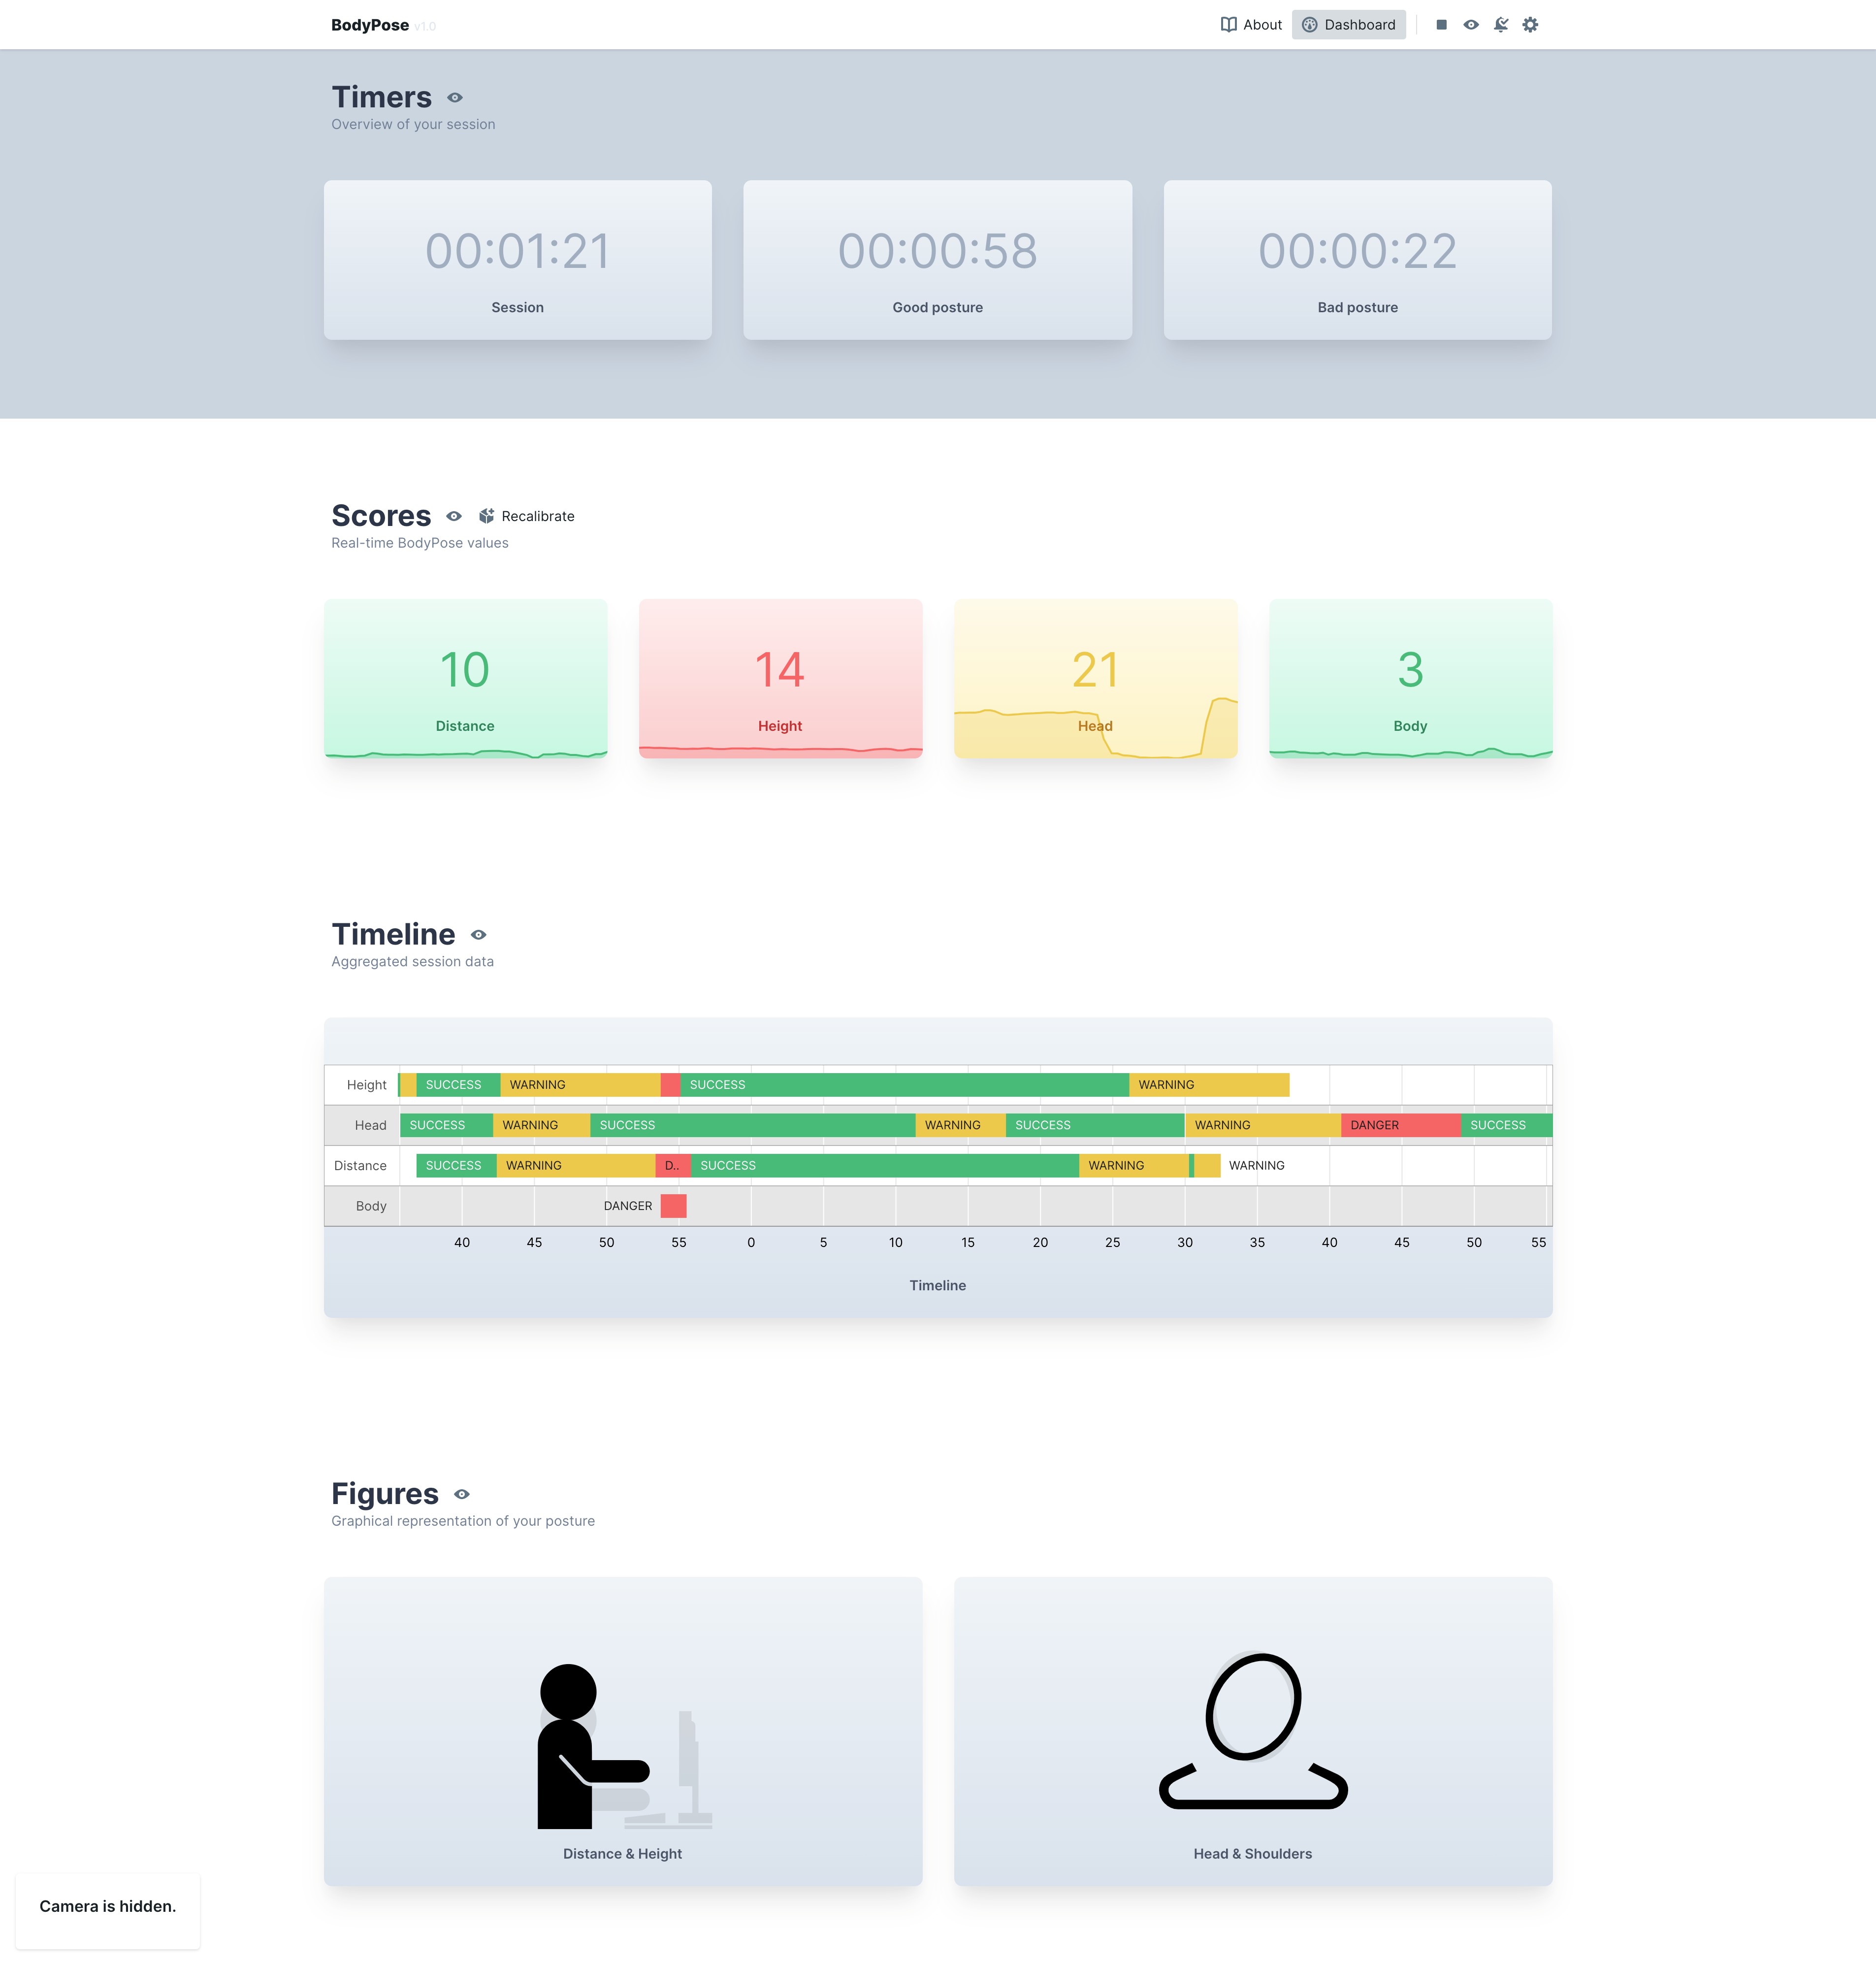 BodyPose v1.0
About
Dashboard
Timers
Overview of your session
00:01:21
Session
00:00:58
Good posture
00:00:22
Bad posture
Scores
Recalibrate
Real-time BodyPose values
10
Distance
14
Height
21
Head
3
Body
Timeline
Aggregated session data
Height SUCCESS WARNING SUCCESS WARNING
Head SUCCESS WARNING SUCCESS WARNING SUCCESS WARNING DANGER SUCCESS
Distance SUCCESS WARNING D.. SUCCESS WARNING WARNING
Body DANGER
40 45 50 55 0 5 10 15 20 25 30 35 40 45 50 55
Timeline
Figures
Graphical representation of your posture
Distance & Height
Head & Shoulders
Camera is hidden.